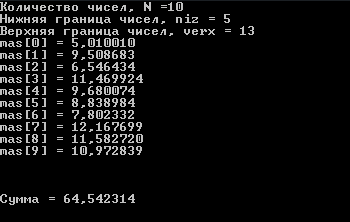 Количество чисел, N =10
Нижняя граница чисел, niz = 5
Верхняя граница чисел, verx = 13
mas[0] = 5,010010
mas[1] = 9,508683
mas[2] = 6,546434
mas[3] = 11,469924
mas[4] = 9,680074
mas[5] = 8,838984
mas[6] = 7,802332
mas[7] = 12,167699
mas[8] = 11,582720
mas[9] = 10,972839
Сумма = 64,542314